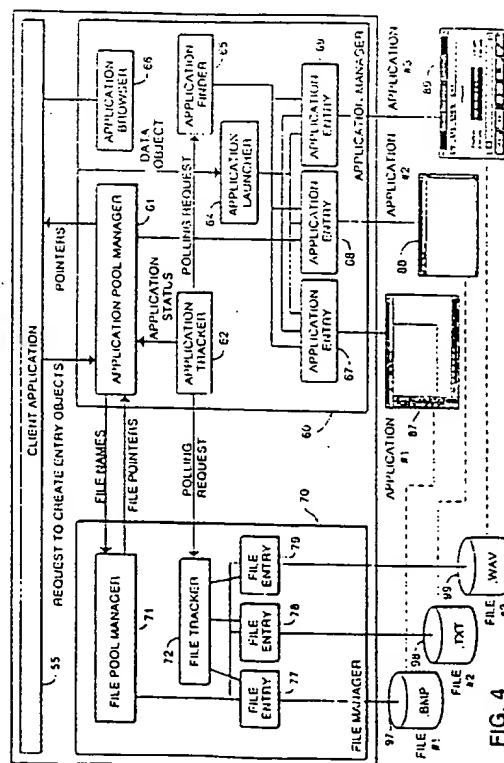 CLIENT APPLICATION
55
REQUEST TO CREATE ENTRY OBJECTS
POINTERS
FILE NAMES
FILE POINTERS
FILE POOL MANAGER
71
APPLICATION POOL MANAGER
61
APPLICATION
BROWSER
66
DATA
OBJECT
APPLICATION
STATUS
POLLING REQUEST
APPLICATION
TRACKER
62
APPLICATION
FINDER
65
APPLICATION
LAUNCHER
64
POLLING
REQUEST
70
72
FILE TRACKER
60
FILE
ENTRY
77
FILE
ENTRY
78
FILE
ENTRY
79
APPLICATION
ENTRY
67
APPLICATION
ENTRY
68
APPLICATION
ENTRY
69
FILE MANAGER
APPLICATION MANAGER
APPLICATION
#1
87
APPLICATION
#2
88
APPLICATION
#3
89
97
.BMP
FILE
#1
98
.TXT
FILE
#2
99
.WAV
FILE
FIG. 4